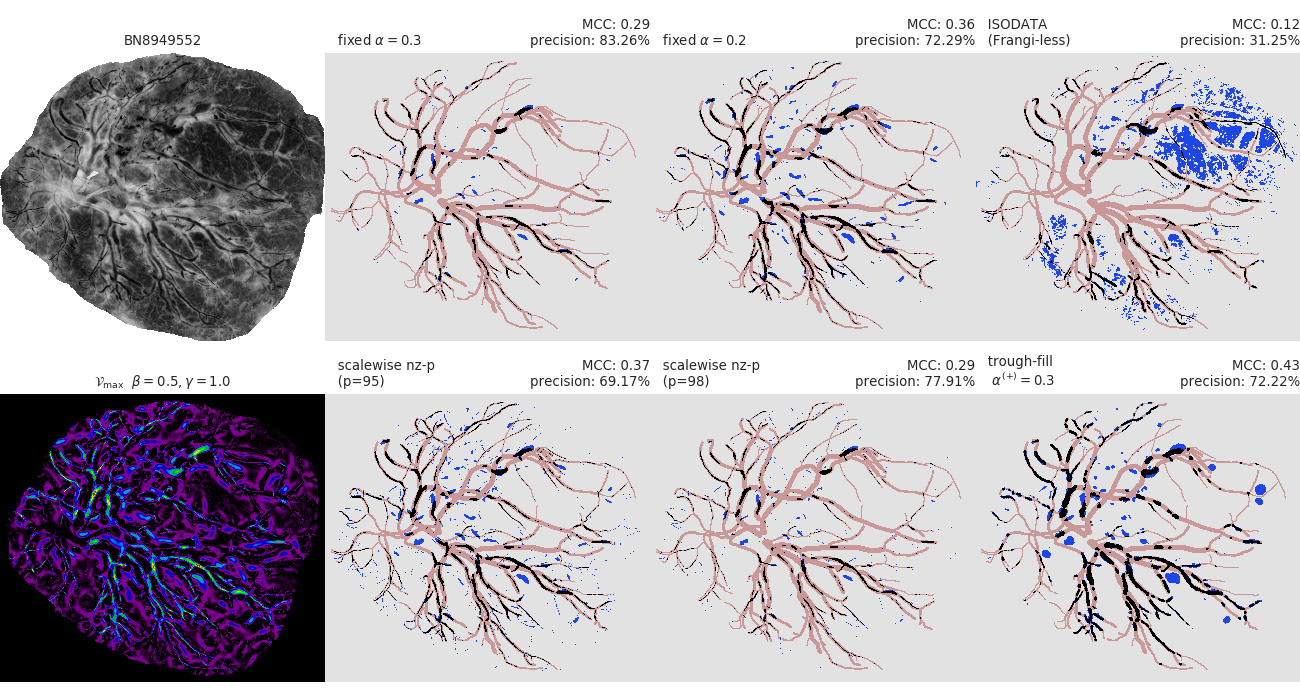 BN8949552
fixed α = 0.3
MCC: 0.29
precision: 83.26%
fixed α = 0.2
MCC: 0.36
precision: 72.29%
ISODATA
(Frangi-less)
MCC: 0.12
precision: 31.25%
𝒱max β = 0.5, γ = 1.0
scalewise nz-p
(p=95)
MCC: 0.37
precision: 69.17%
scalewise nz-p
(p=98)
MCC: 0.29
precision: 77.91%
trough-fill
α(+) = 0.3
MCC: 0.43
precision: 72.22%